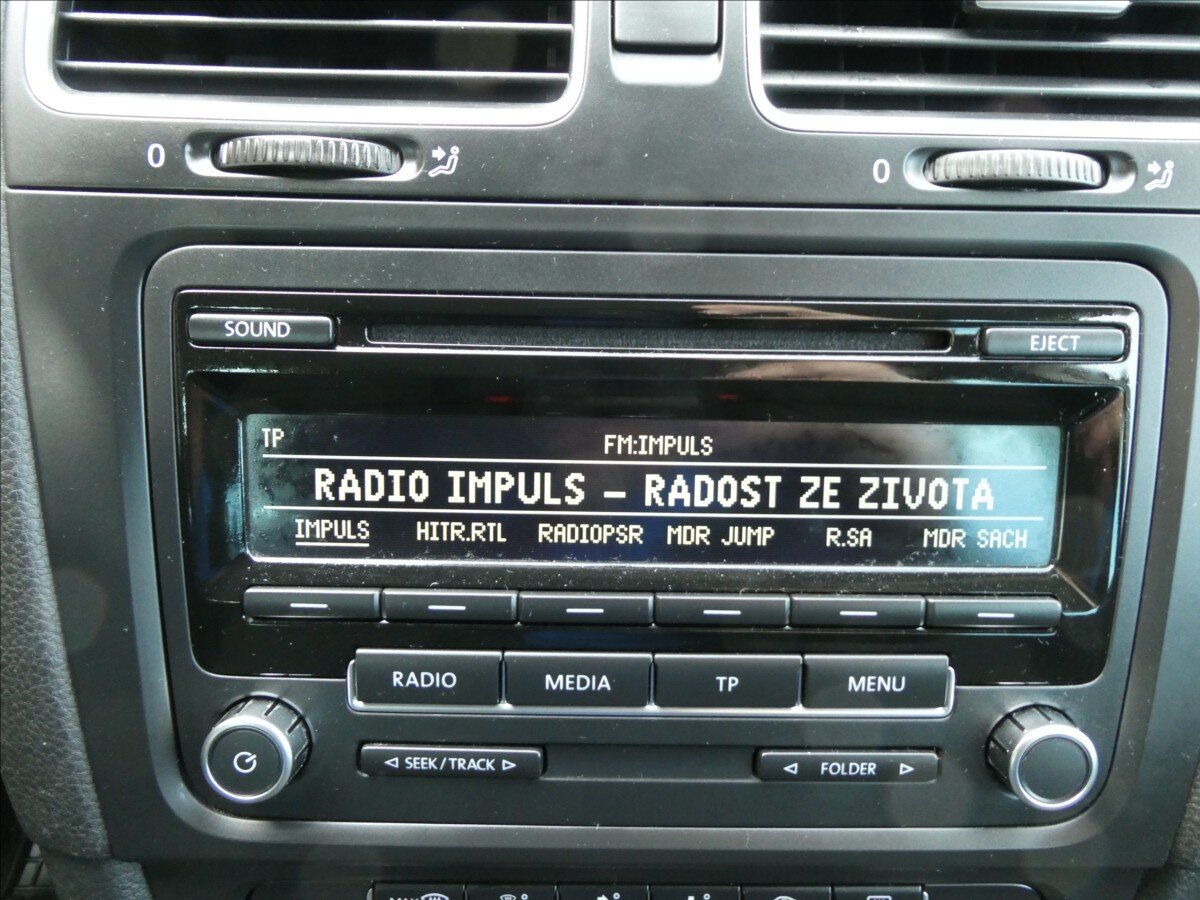 0 0
SOUND EJECT
TP FM:IMPULS
RADIO IMPULS – RADOST ZE ZIVOTA
IMPULS HITR.RTL RADIOPSR MDR JUMP R.SA MDR SACH
RADIO MEDIA TP MENU
SEEK/TRACK FOLDER